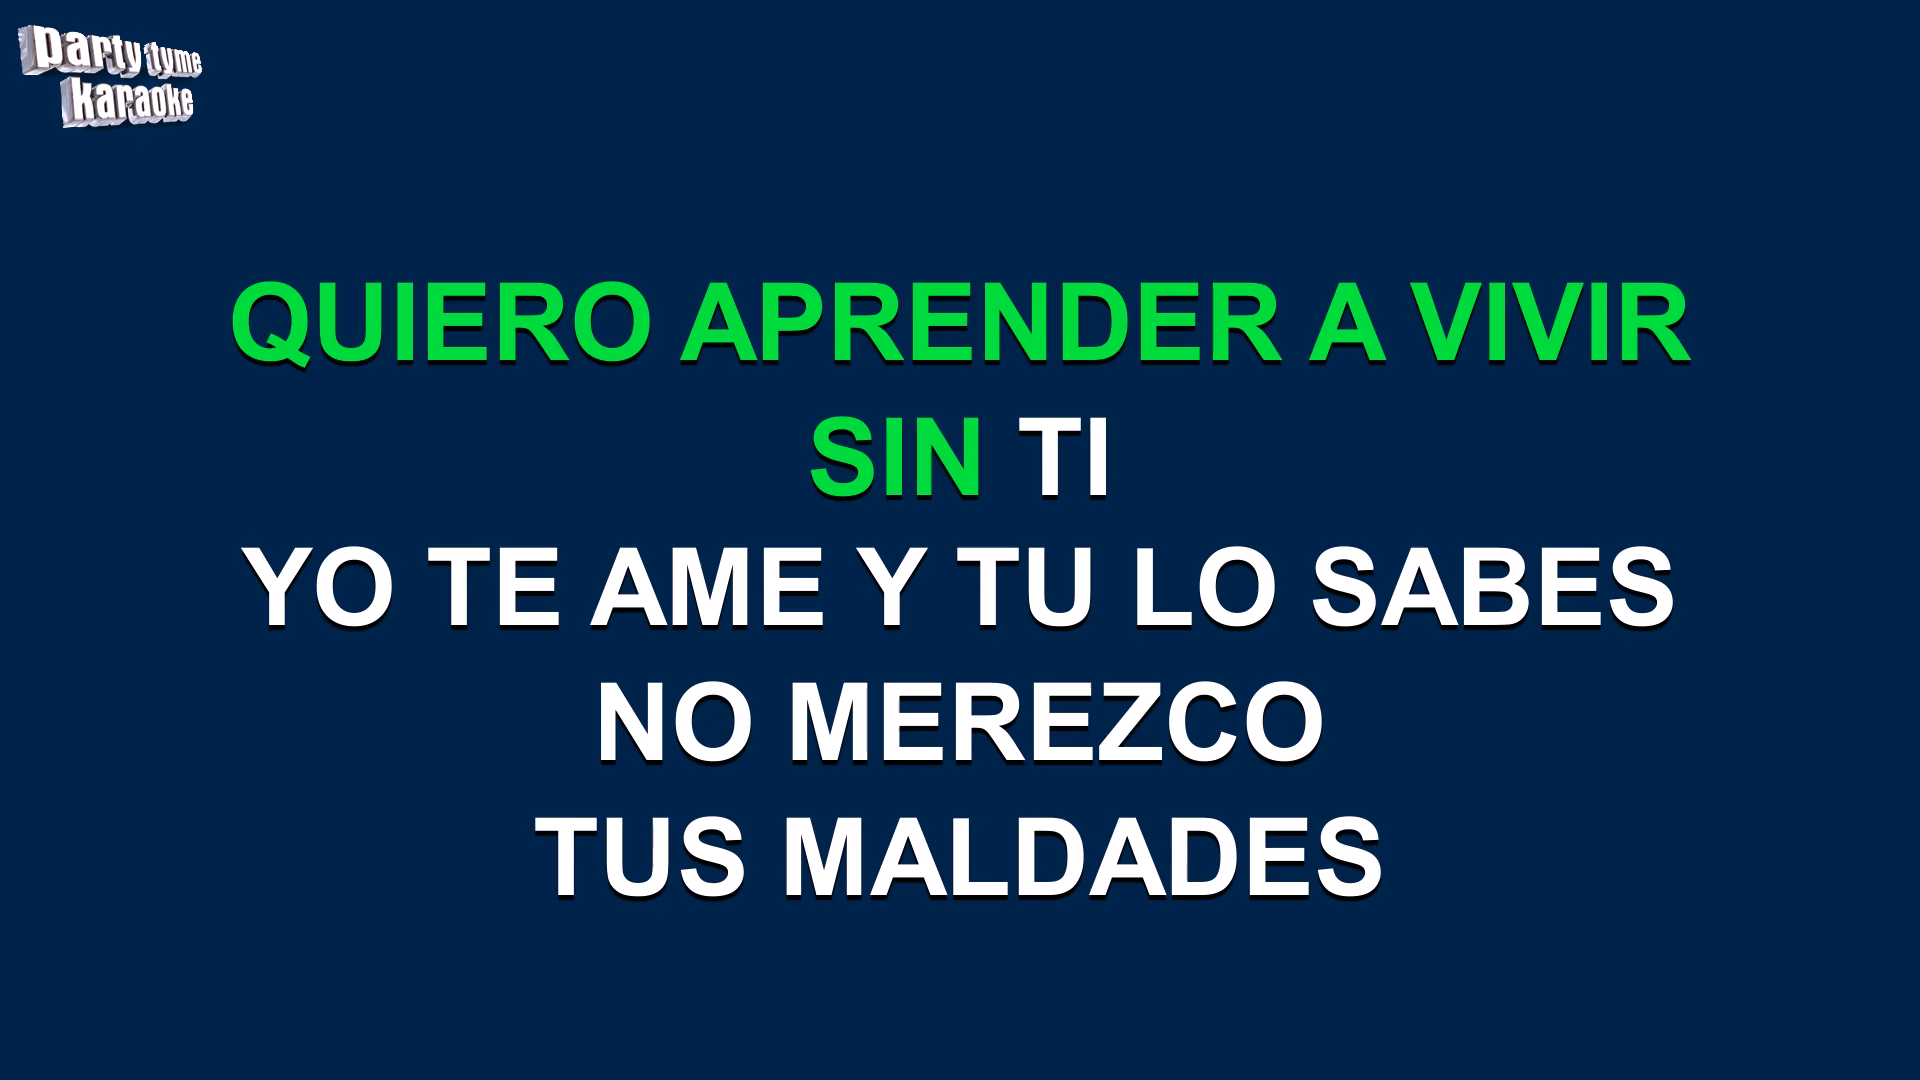 party tyme
karaoke
QUIERO APRENDER A VIVIR
SIN TI
YO TE AME Y TU LO SABES
NO MEREZCO
TUS MALDADES